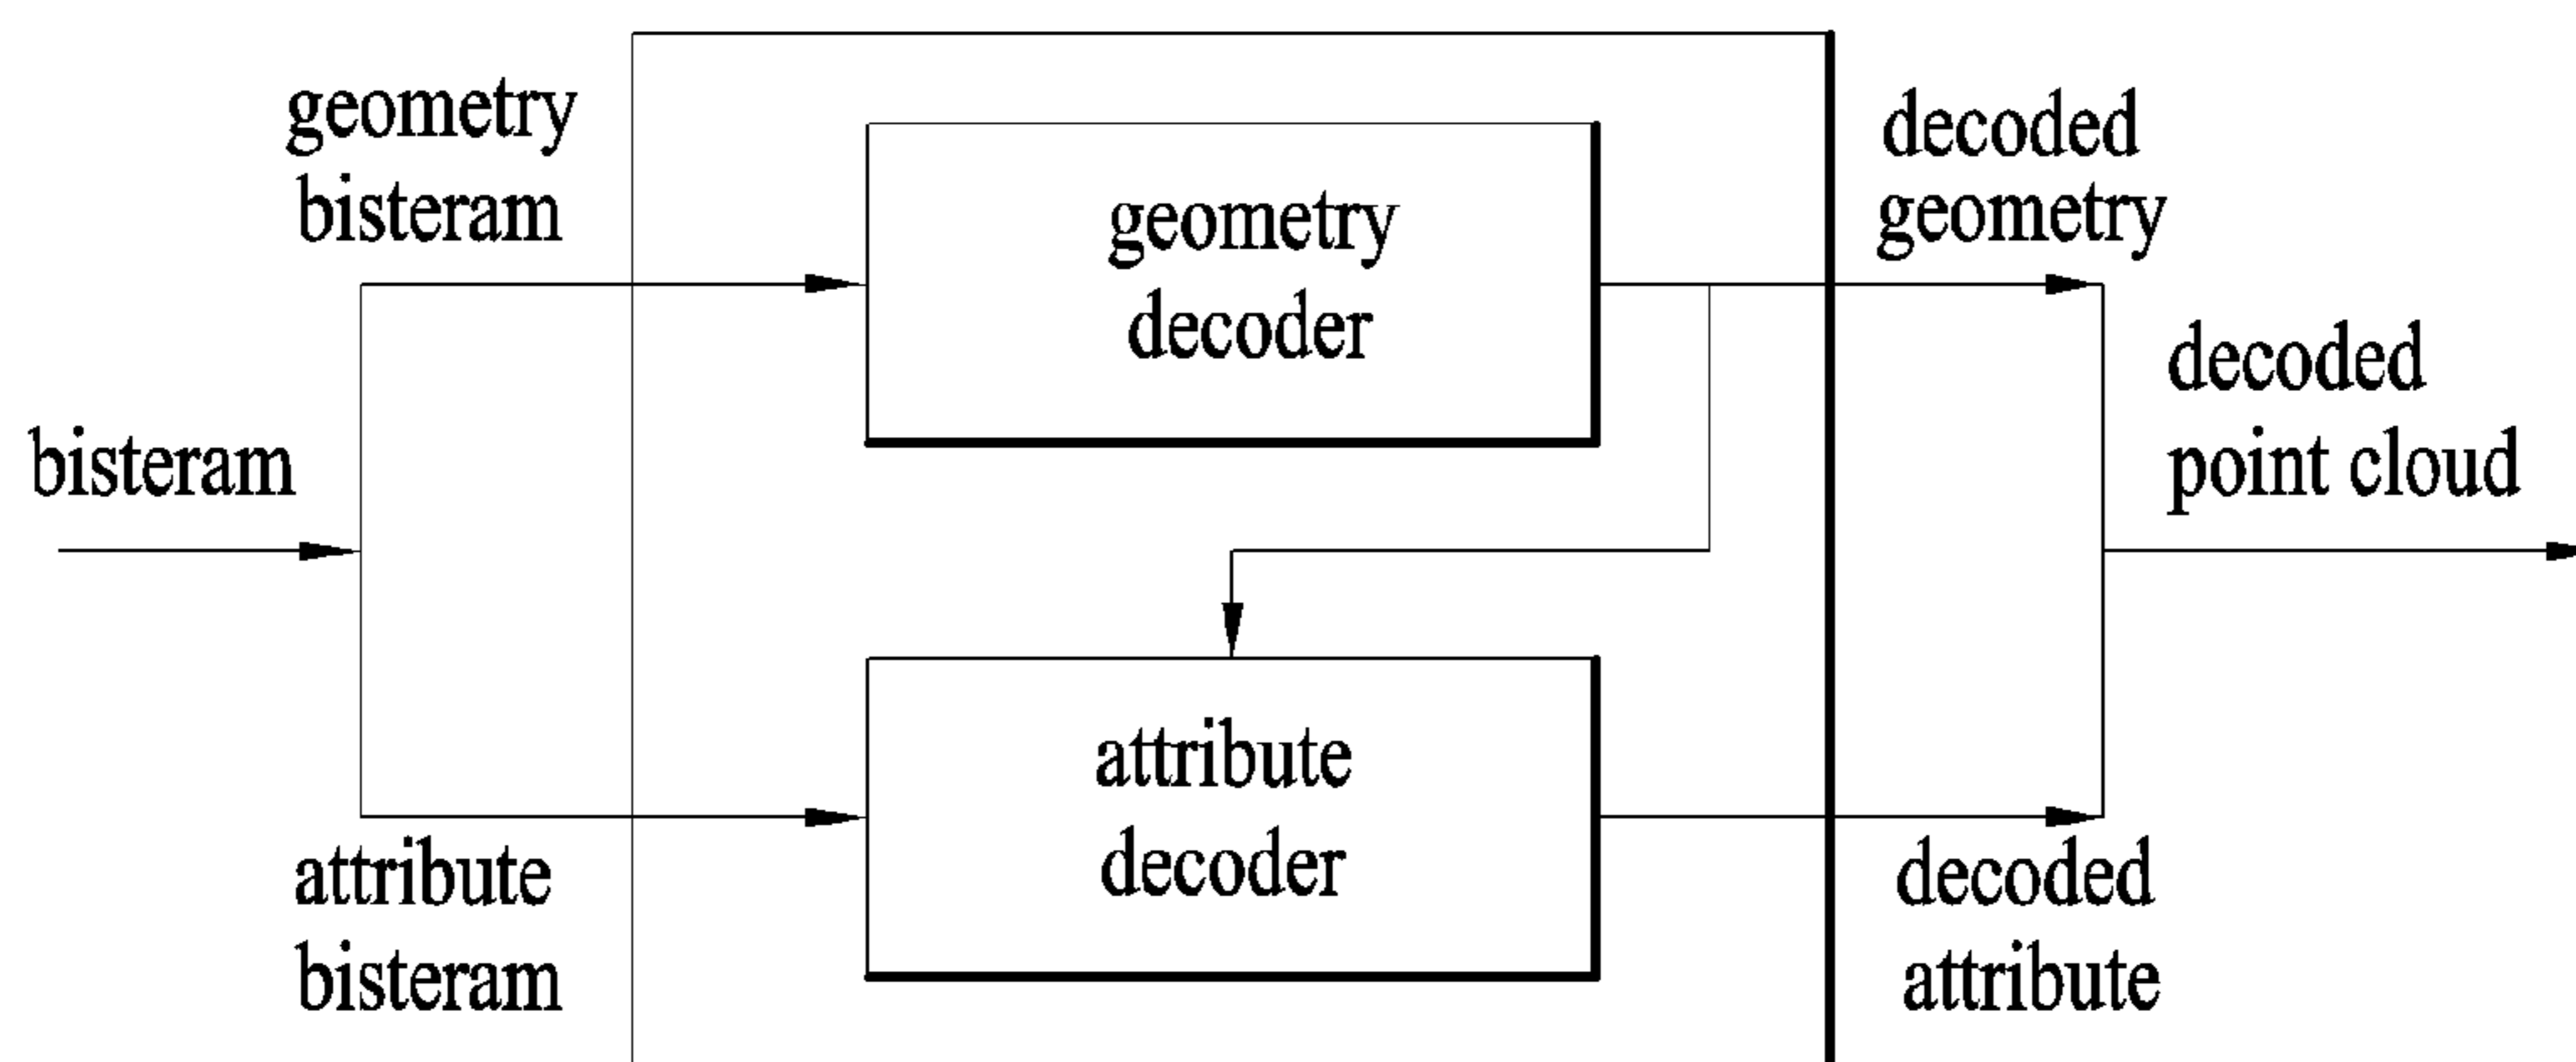 geometry
bisteram
geometry
decoder
decoded
geometry
bisteram
decoded
point cloud
attribute
decoder
attribute
bisteram
decoded
attribute